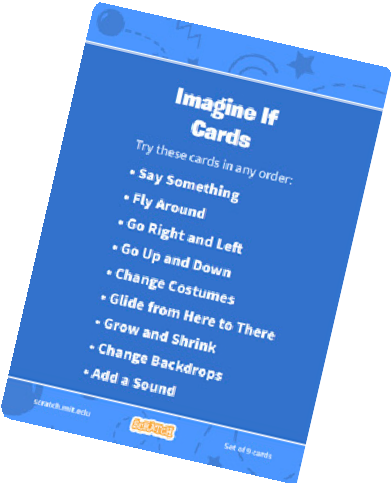 Imagine If
Cards
Try these cards in any order:
• Say Something
• Fly Around
• Go Right and Left
• Go Up and Down
• Change Costumes
• Glide from Here to There
• Grow and Shrink
• Change Backdrops
• Add a Sound
scratch.mit.edu
SCRATCH
Set of 9 cards